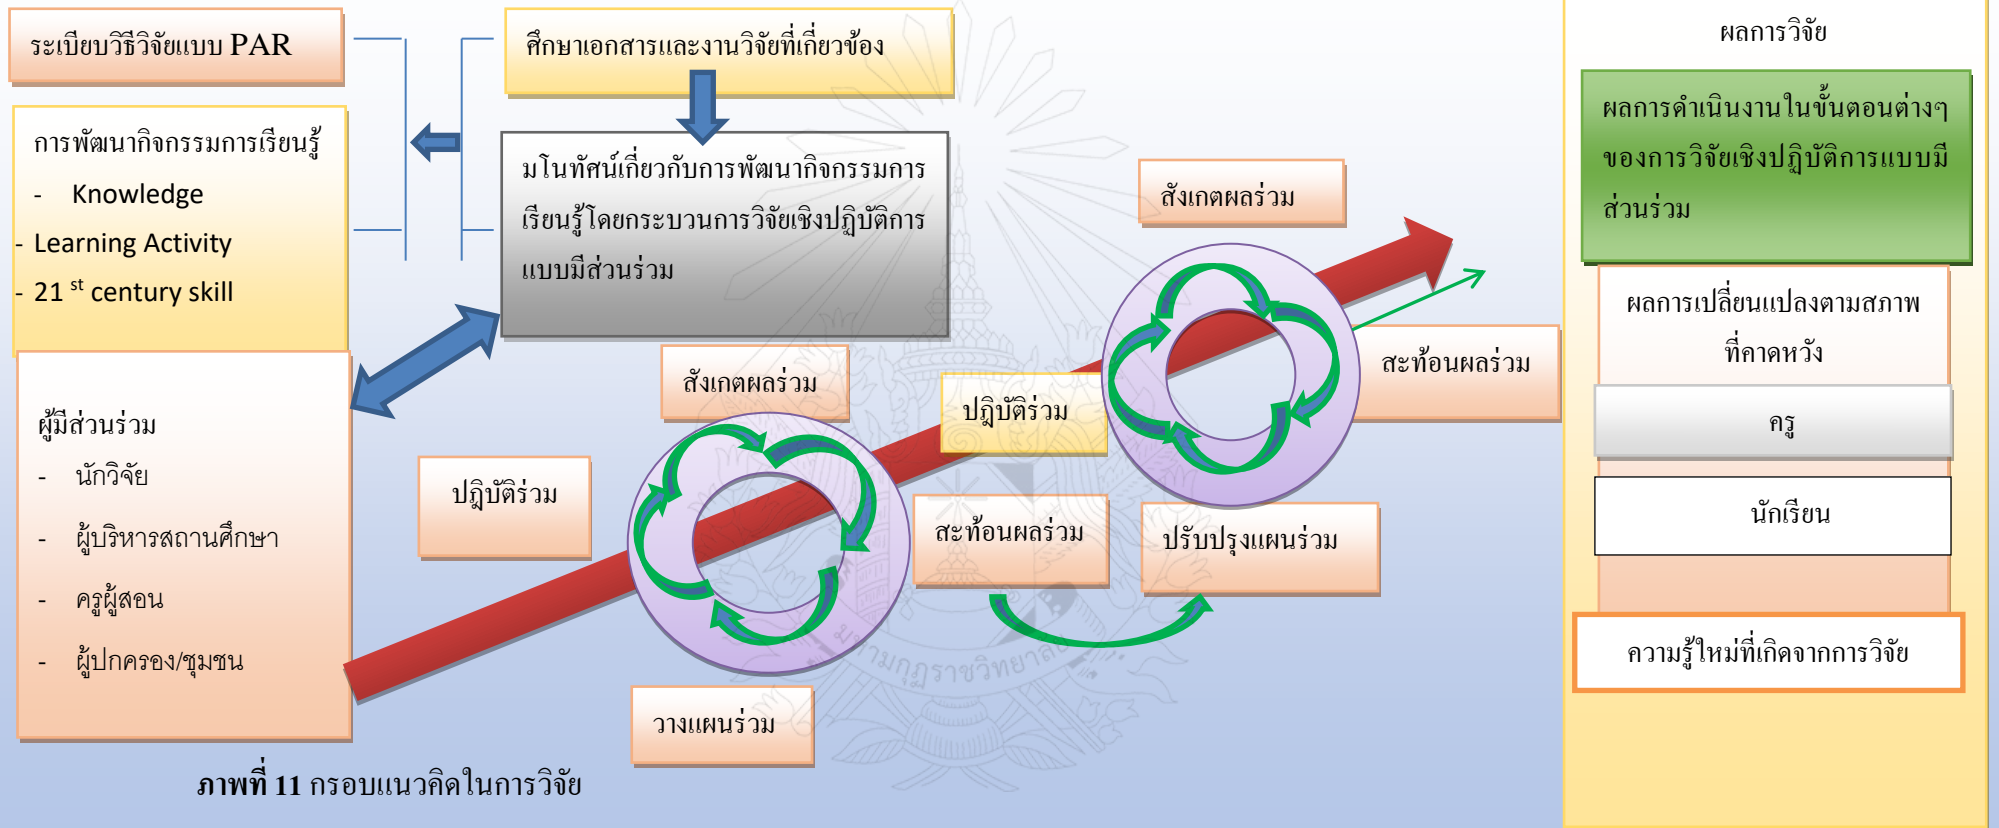 ระเบียบวิธีวิจัยแบบ PAR
การพัฒนากิจกรรมการเรียนรู้
- Knowledge
- Learning Activity
- 21 st century skill
ผู้มีส่วนร่วม
- นักวิจัย
- ผู้บริหารสถานศึกษา
- ครูผู้สอน
- ผู้ปกครอง/ชุมชน
ศึกษาเอกสารและงานวิจัยที่เกี่ยวข้อง
มโนทัศน์เกี่ยวกับการพัฒนากิจกรรมการ
เรียนรู้โดยกระบวนการวิจัยเชิงปฏิบัติการ
แบบมีส่วนร่วม
สังเกตผลร่วม
ปฎิบัติร่วม
วางแผนร่วม
สะท้อนผลร่วม
ปฎิบัติร่วม
สังเกตผลร่วม
ปรับปรุงแผนร่วม
สะท้อนผลร่วม
ผลการวิจัย
ผลการดำเนินงานในขั้นตอนต่างๆ
ของการวิจัยเชิงปฏิบัติการแบบมี
ส่วนร่วม
ผลการเปลี่ยนแปลงตามสภาพ
ที่คาดหวัง
ครู
นักเรียน
ความรู้ใหม่ที่เกิดจากการวิจัย
ภาพที่ 11 กรอบแนวคิดในการวิจัย